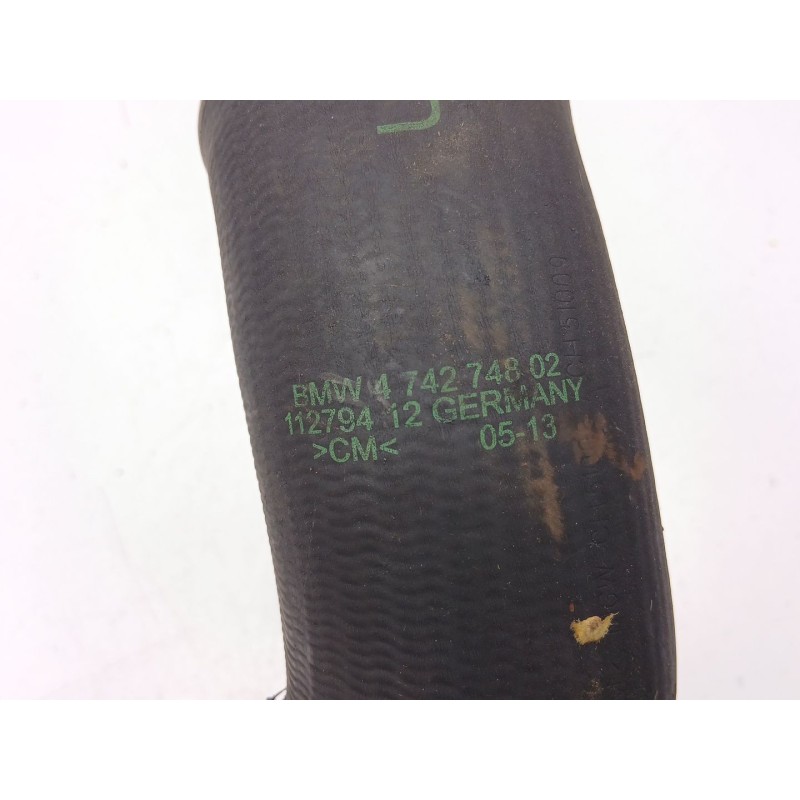 BMW 4 742 748 02
112794 12 GERMANY
>CM< 05-13